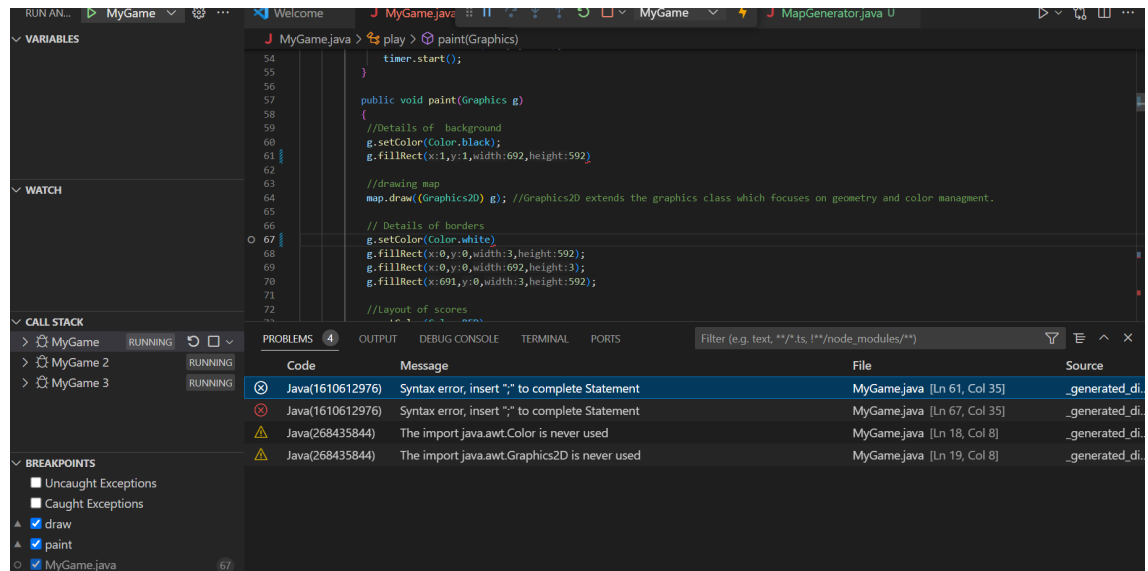 RUN AN... MyGame ...
Welcome
MyGame.java
MyGame
MapGenerator.java U
...
VARIABLES
WATCH
CALL STACK
MyGame RUNNING
MyGame 2 RUNNING
MyGame 3 RUNNING
BREAKPOINTS
Uncaught Exceptions
Caught Exceptions
draw
paint
MyGame.java 67
J MyGame.java > play > paint(Graphics)
54 timer.start();
55 }
56
57 public void paint(Graphics g)
58 {
59 //Details of background
60 g.setColor(Color.black);
61 g.fillRect(x:1,y:1,width:692,height:592)
62
63 //drawing map
64 map.draw((Graphics2D) g); //Graphics2D extends the graphics class which focuses on geometry and color managment.
65
66 // Details of borders
67 g.setColor(Color.white)
68 g.fillRect(x:0,y:0,width:3,height:592);
69 g.fillRect(x:0,y:0,width:692,height:3);
70 g.fillRect(x:691,y:0,width:3,height:592);
71
72 //Layout of scores
PROBLEMS 4 OUTPUT DEBUG CONSOLE TERMINAL PORTS Filter (e.g. text, **/*.ts, !**/node_modules/**)
Code Message File Source
Java(1610612976) Syntax error, insert ";" to complete Statement MyGame.java [Ln 61, Col 35] _generated_di...
Java(1610612976) Syntax error, insert ";" to complete Statement MyGame.java [Ln 67, Col 35] _generated_di...
Java(268435844) The import java.awt.Color is never used MyGame.java [Ln 18, Col 8] _generated_di...
Java(268435844) The import java.awt.Graphics2D is never used MyGame.java [Ln 19, Col 8] _generated_di...